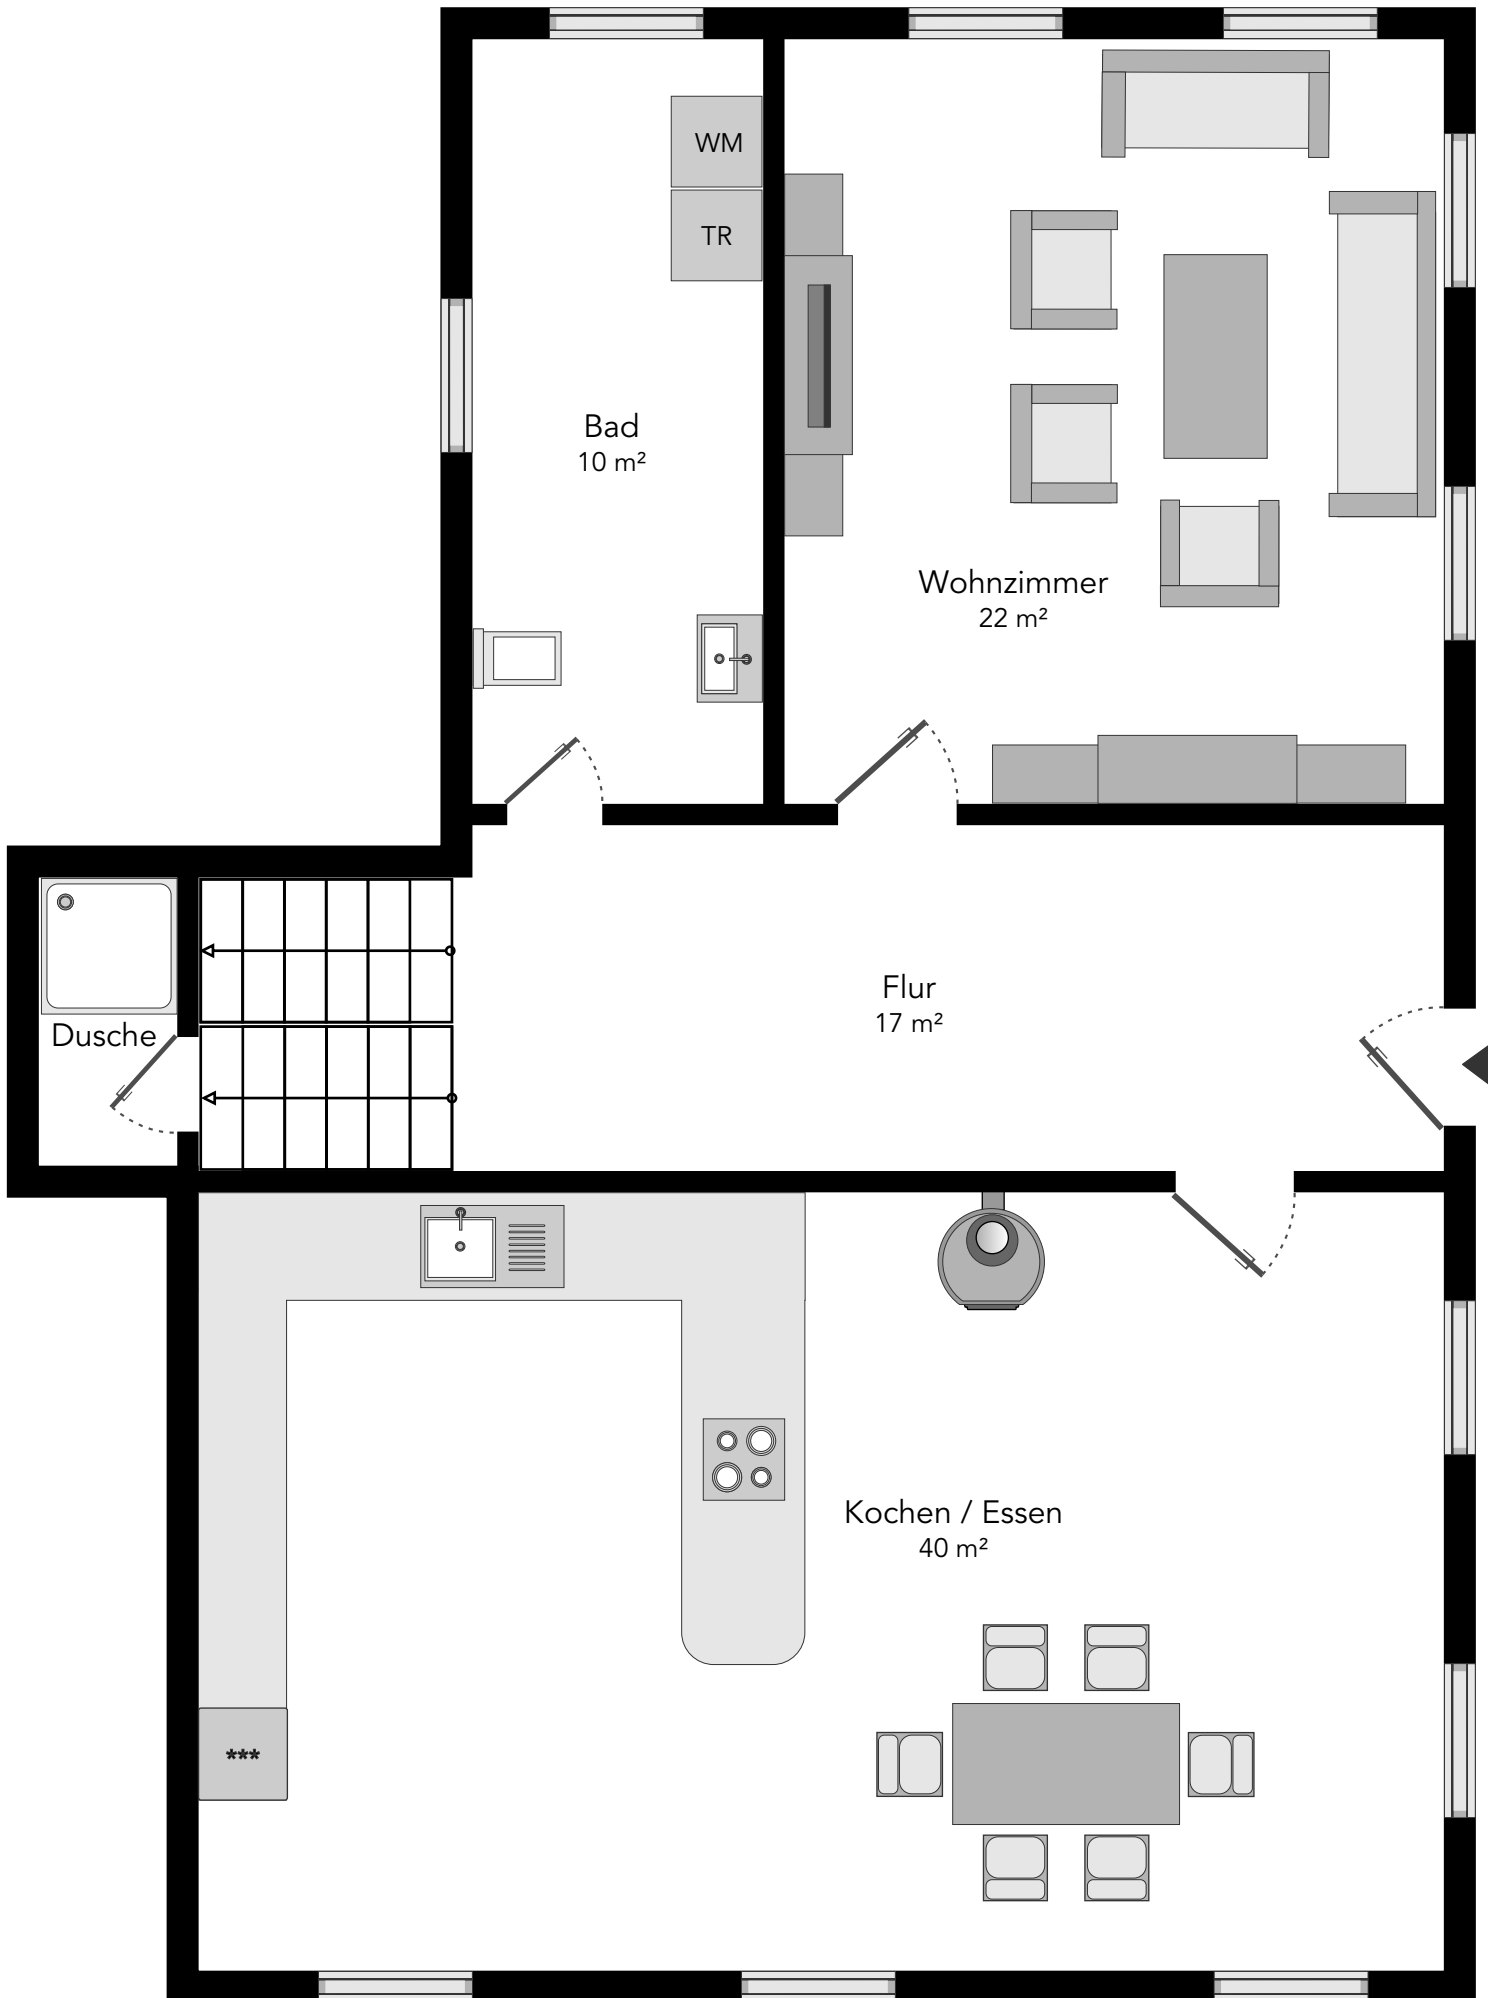 WM
TR
Bad
10 m²
Wohnzimmer
22 m²
Flur
17 m²
Dusche
Kochen / Essen
40 m²
***